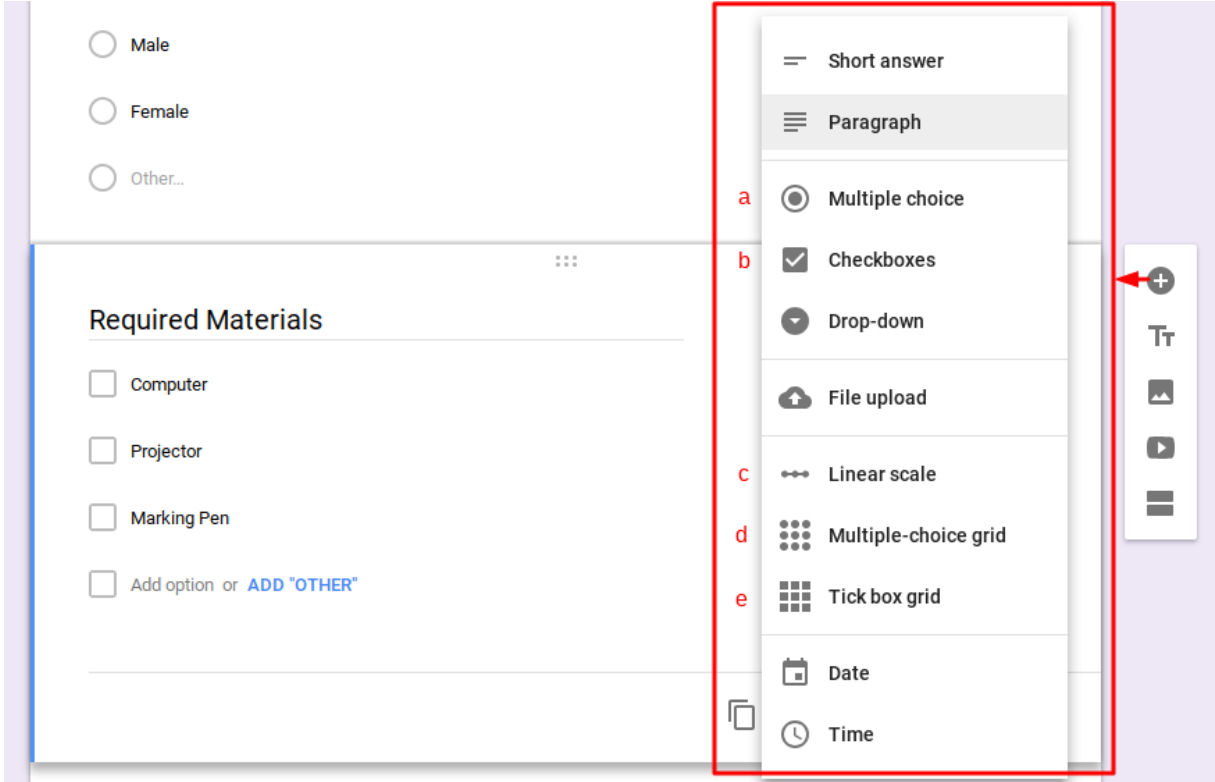 Male
Female
Other...
Required Materials
Computer
Projector
Marking Pen
Add option or ADD "OTHER"
Short answer
Paragraph
a Multiple choice
b Checkboxes
Drop-down
File upload
c Linear scale
d Multiple-choice grid
e Tick box grid
Date
Time
Tт